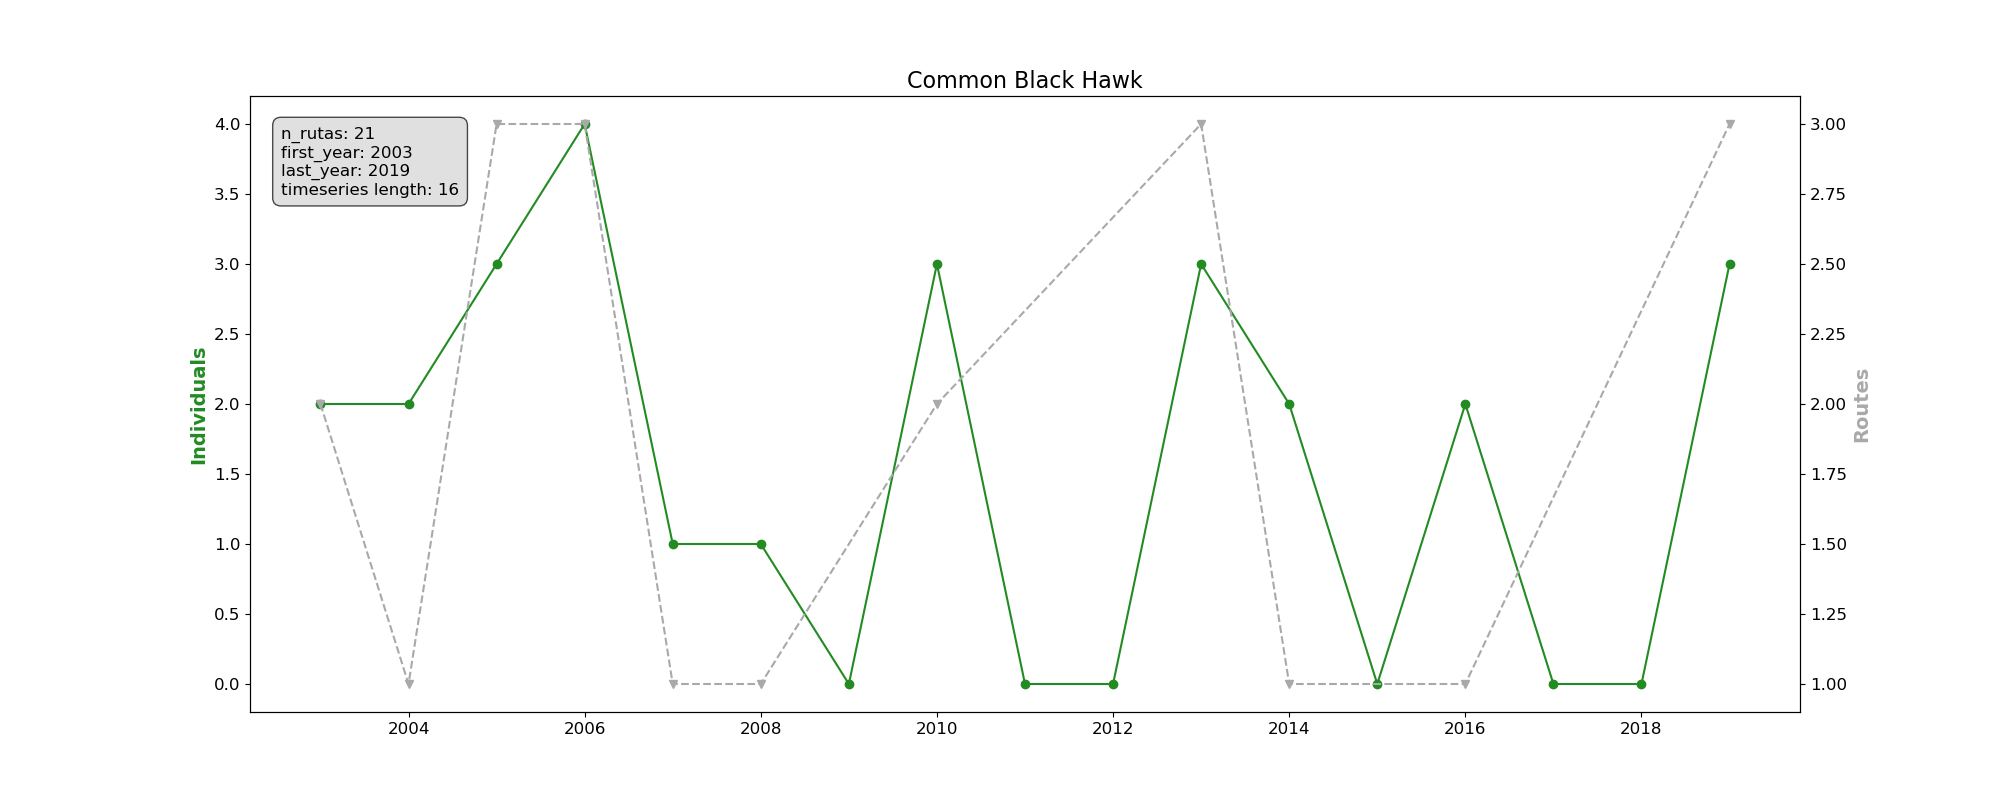 Common Black Hawk
n_rutas: 21
first_year: 2003
last_year: 2019
timeseries length: 16
Individuals
4.0
3.5
3.0
2.5
2.0
1.5
1.0
0.5
0.0
3.00
2.75
2.50
2.25
2.00
1.75
1.50
1.25
1.00
Routes
2004 2006 2008 2010 2012 2014 2016 2018